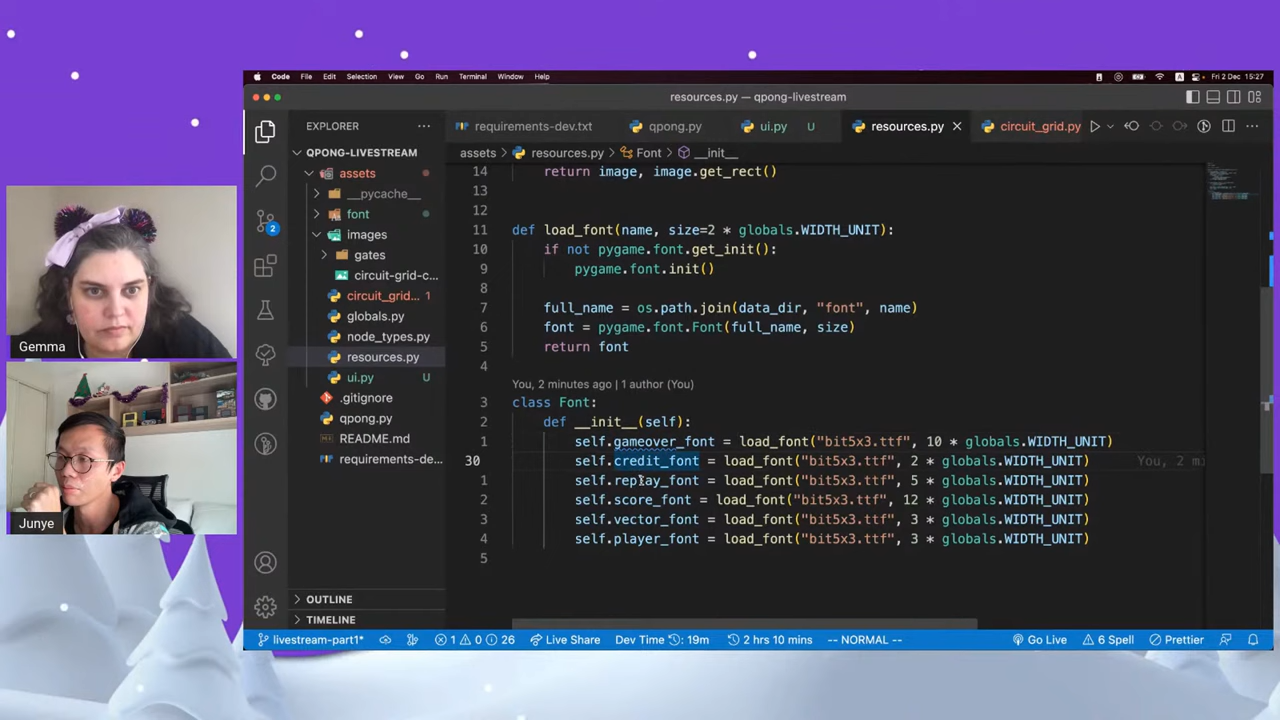 Code File Edit Selection View Go Run Terminal Window Help
Fri 2 Dec 15:27
resources.py — qpong-livestream
EXPLORER
requirements-dev.txt
qpong.py
ui.py U
resources.py
circuit_grid.py
QPONG-LIVESTREAM
assets > resources.py > Font > __init__
assets
__pycache__
font
images
gates
circuit-grid-c...
circuit_grid... 1
globals.py
node_types.py
resources.py
ui.py U
.gitignore
qpong.py
README.md
requirements-de...
14 return image, image.get_rect()
13
12
11 def load_font(name, size=2 * globals.WIDTH_UNIT):
10 if not pygame.font.get_init():
9 pygame.font.init()
8
7 full_name = os.path.join(data_dir, "font", name)
6 font = pygame.font.Font(full_name, size)
5 return font
4
You, 2 minutes ago | 1 author (You)
3 class Font:
2 def __init__(self):
1 self.gameover_font = load_font("bit5x3.ttf", 10 * globals.WIDTH_UNIT)
30 self.credit_font = load_font("bit5x3.ttf", 2 * globals.WIDTH_UNIT) You, 2 mi
1 self.replay_font = load_font("bit5x3.ttf", 5 * globals.WIDTH_UNIT)
2 self.score_font = load_font("bit5x3.ttf", 12 * globals.WIDTH_UNIT)
3 self.vector_font = load_font("bit5x3.ttf", 3 * globals.WIDTH_UNIT)
4 self.player_font = load_font("bit5x3.ttf", 3 * globals.WIDTH_UNIT)
5
2
OUTLINE
TIMELINE
livestream-part1* 1 0 26 Live Share Dev Time : 19m 2 hrs 10 mins -- NORMAL -- Go Live 6 Spell Prettier
Gemma
Junye